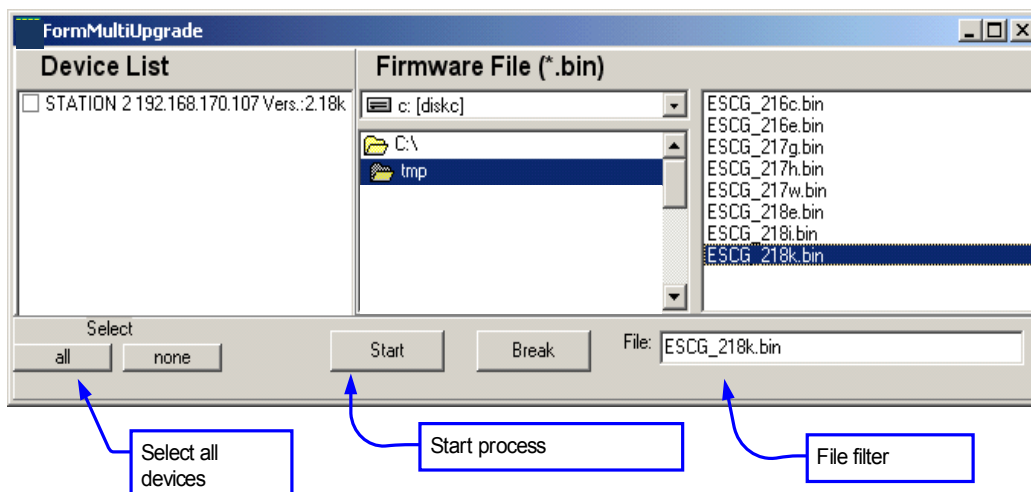 FormMultiUpgrade
Device List
Firmware File (*.bin)
STATION 2 192.168.170.107 Vers.:2.18k
c: [diskc]
C:\
tmp
ESCG_216c.bin
ESCG_216e.bin
ESCG_217g.bin
ESCG_217h.bin
ESCG_217w.bin
ESCG_218e.bin
ESCG_218i.bin
ESCG_218k.bin
Select
all
none
Start
Break
File:
ESCG_218k.bin
Select all
devices
Start process
File filter